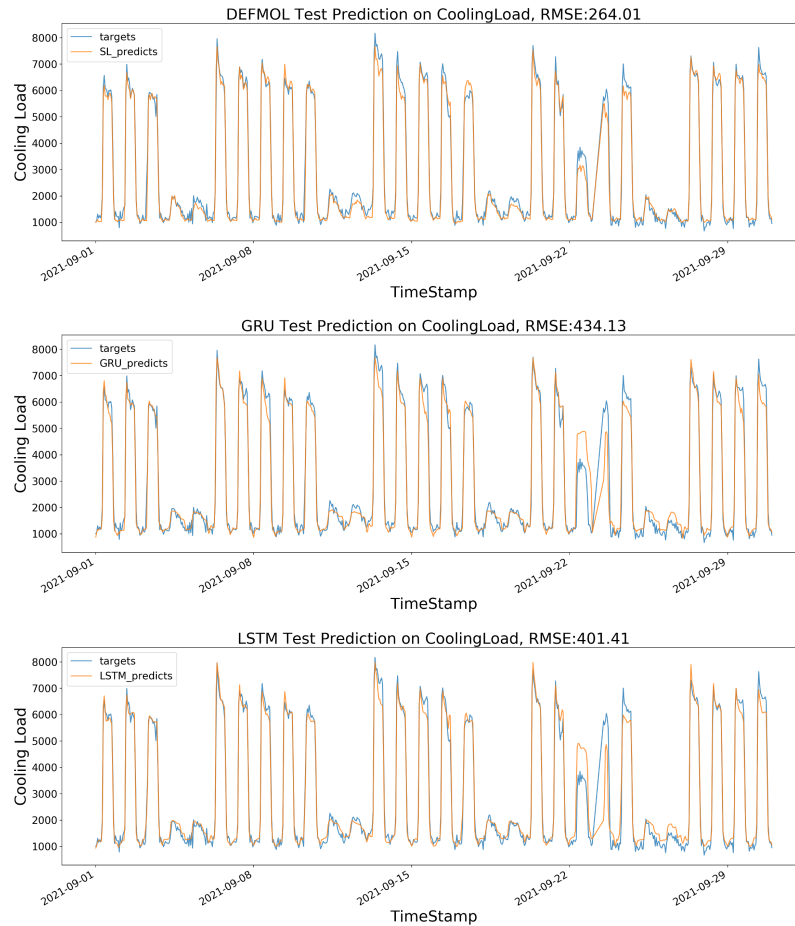 DEFMOL Test Prediction on CoolingLoad, RMSE:264.01
targets
SL_predicts
Cooling Load
8000
7000
6000
5000
4000
3000
2000
1000
2021-09-01
2021-09-08
2021-09-15
2021-09-22
2021-09-29
TimeStamp
GRU Test Prediction on CoolingLoad, RMSE:434.13
targets
GRU_predicts
Cooling Load
8000
7000
6000
5000
4000
3000
2000
1000
2021-09-01
2021-09-08
2021-09-15
2021-09-22
2021-09-29
TimeStamp
LSTM Test Prediction on CoolingLoad, RMSE:401.41
targets
LSTM_predicts
Cooling Load
8000
7000
6000
5000
4000
3000
2000
1000
2021-09-01
2021-09-08
2021-09-15
2021-09-22
2021-09-29
TimeStamp